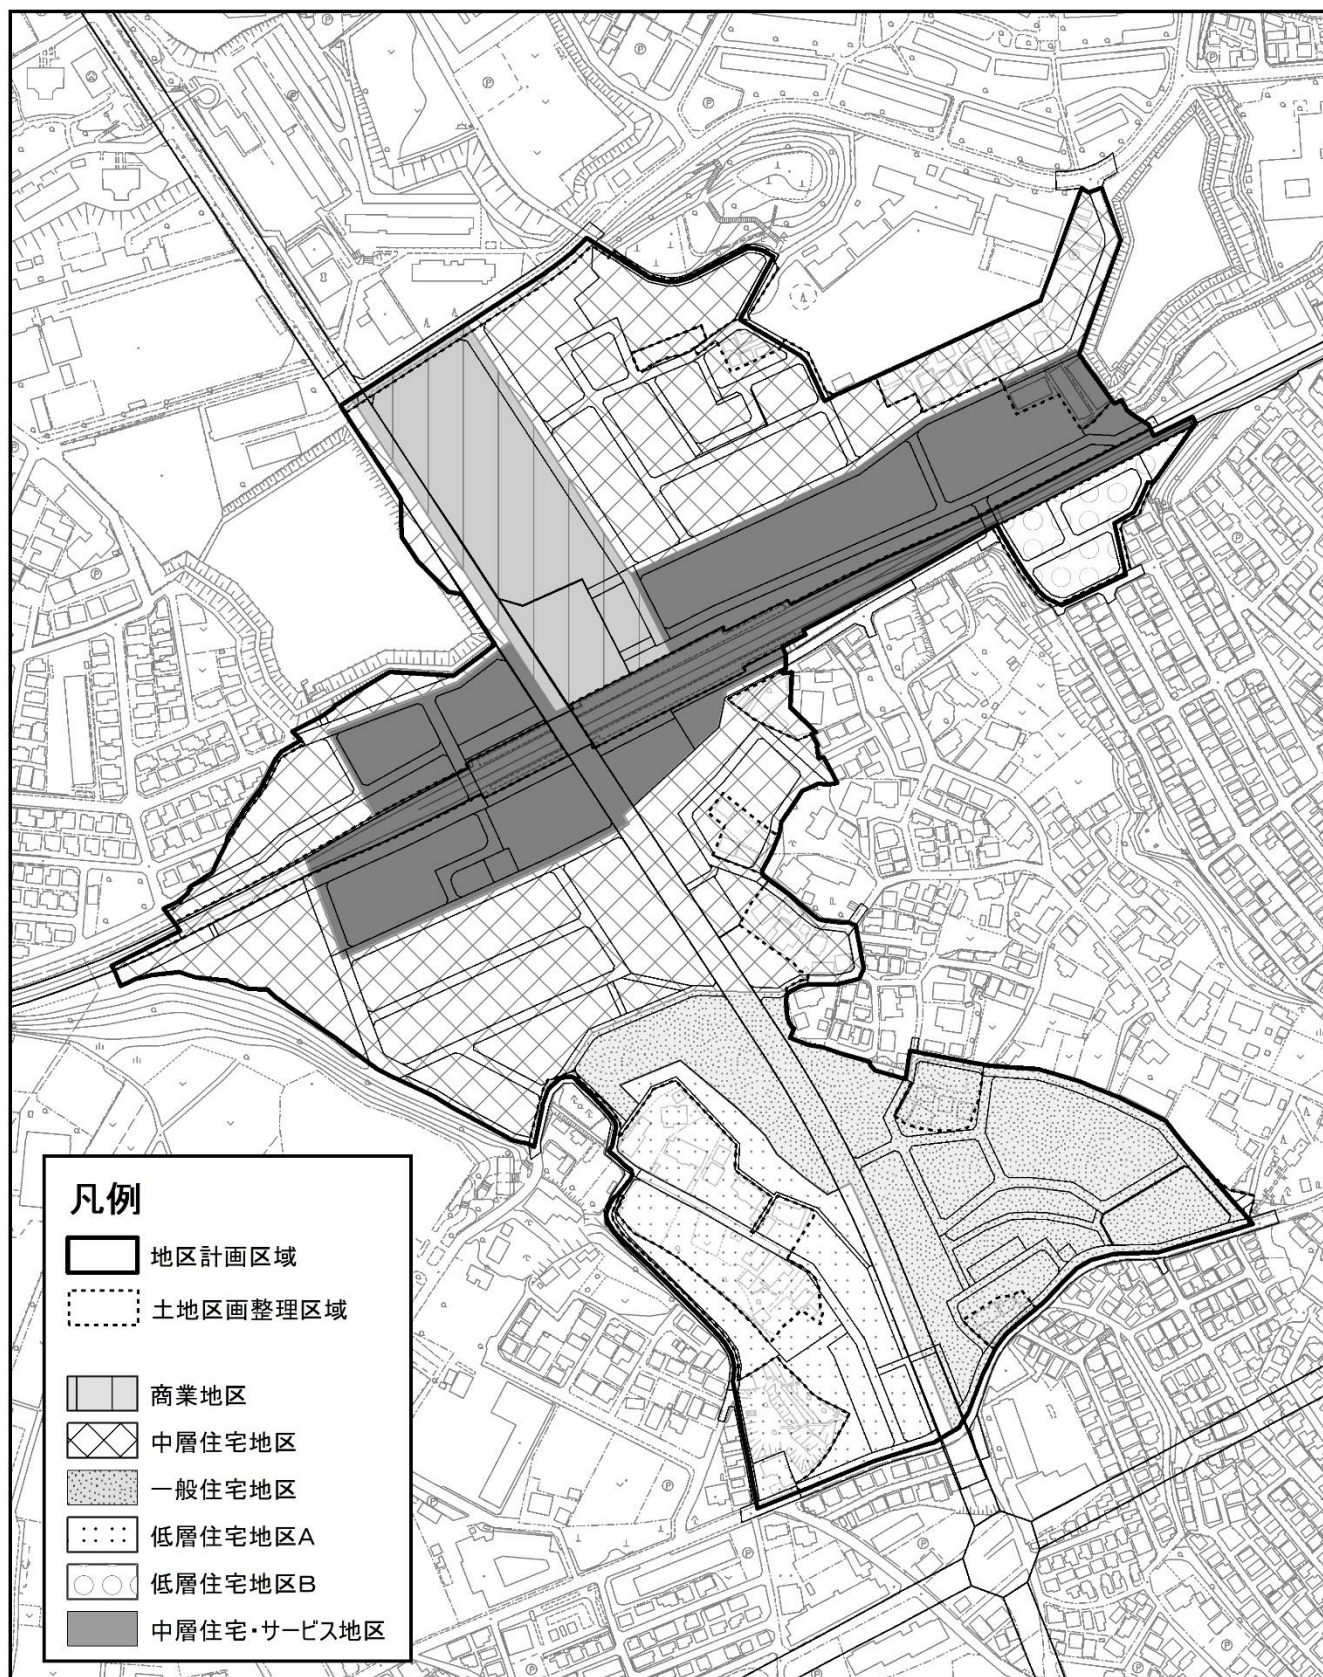 凡例
地区計画区域
土地区画整理区域
商業地区
中層住宅地区
一般住宅地区
低層住宅地区A
低層住宅地区B
中層住宅・サービス地区